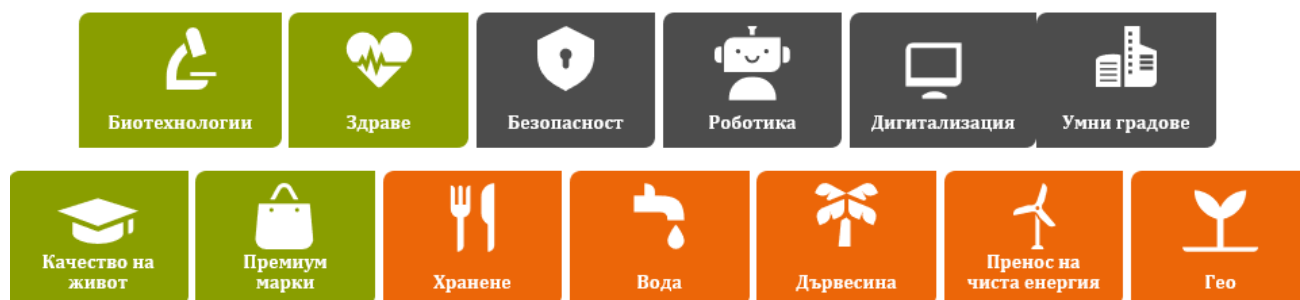 Биотехнологии
Здраве
Безопасност
Роботика
Дигитализация
Умни градове
Качество на
живот
Премиум
марки
Хранене
Вода
Дървесина
Пренос на
чиста енергия
Гео